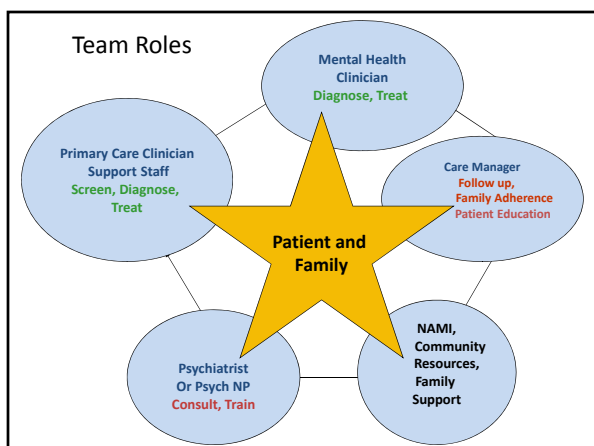 Team Roles
Mental Health
Clinician
Diagnose, Treat
Primary Care Clinician
Support Staff
Screen, Diagnose,
Treat
Care Manager
Follow up,
Family Adherence
Patient Education
Patient and
Family
NAMI,
Community
Resources,
Family
Support
Psychiatrist
Or Psych NP
Consult, Train